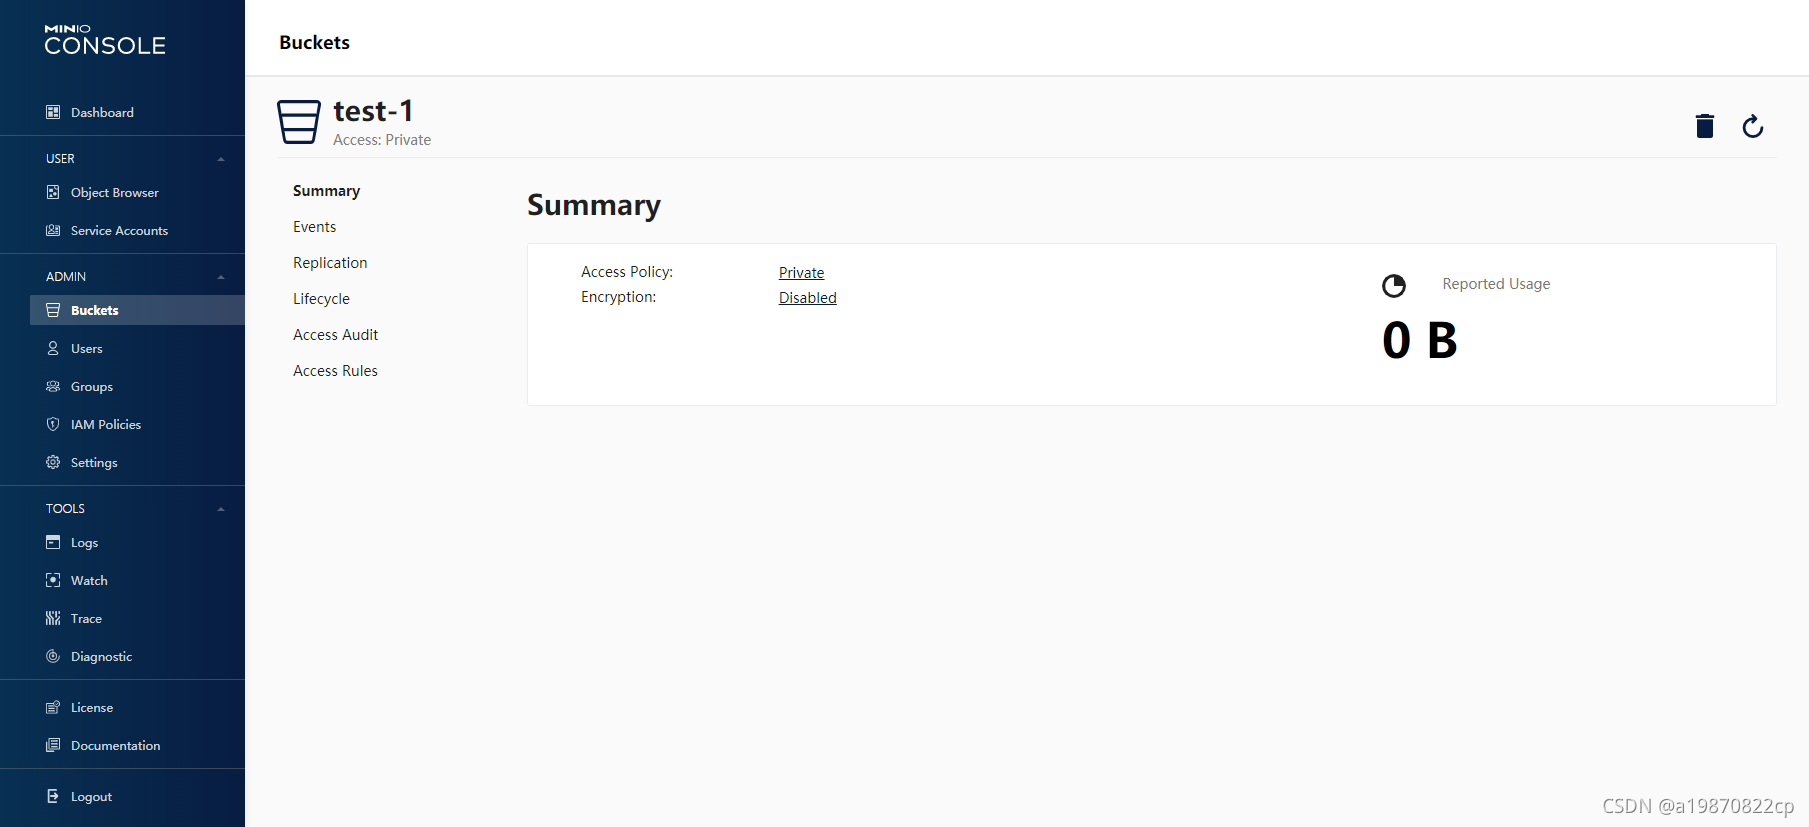 MINIO
CONSOLE
Dashboard
USER
Object Browser
Service Accounts
ADMIN
Buckets
Users
Groups
IAM Policies
Settings
TOOLS
Logs
Watch
Trace
Diagnostic
License
Documentation
Logout
Buckets
test-1
Access: Private
Summary
Events
Replication
Lifecycle
Access Audit
Access Rules
Summary
Access Policy: Private
Encryption: Disabled
Reported Usage
0 B
CSDN @a19870822cp